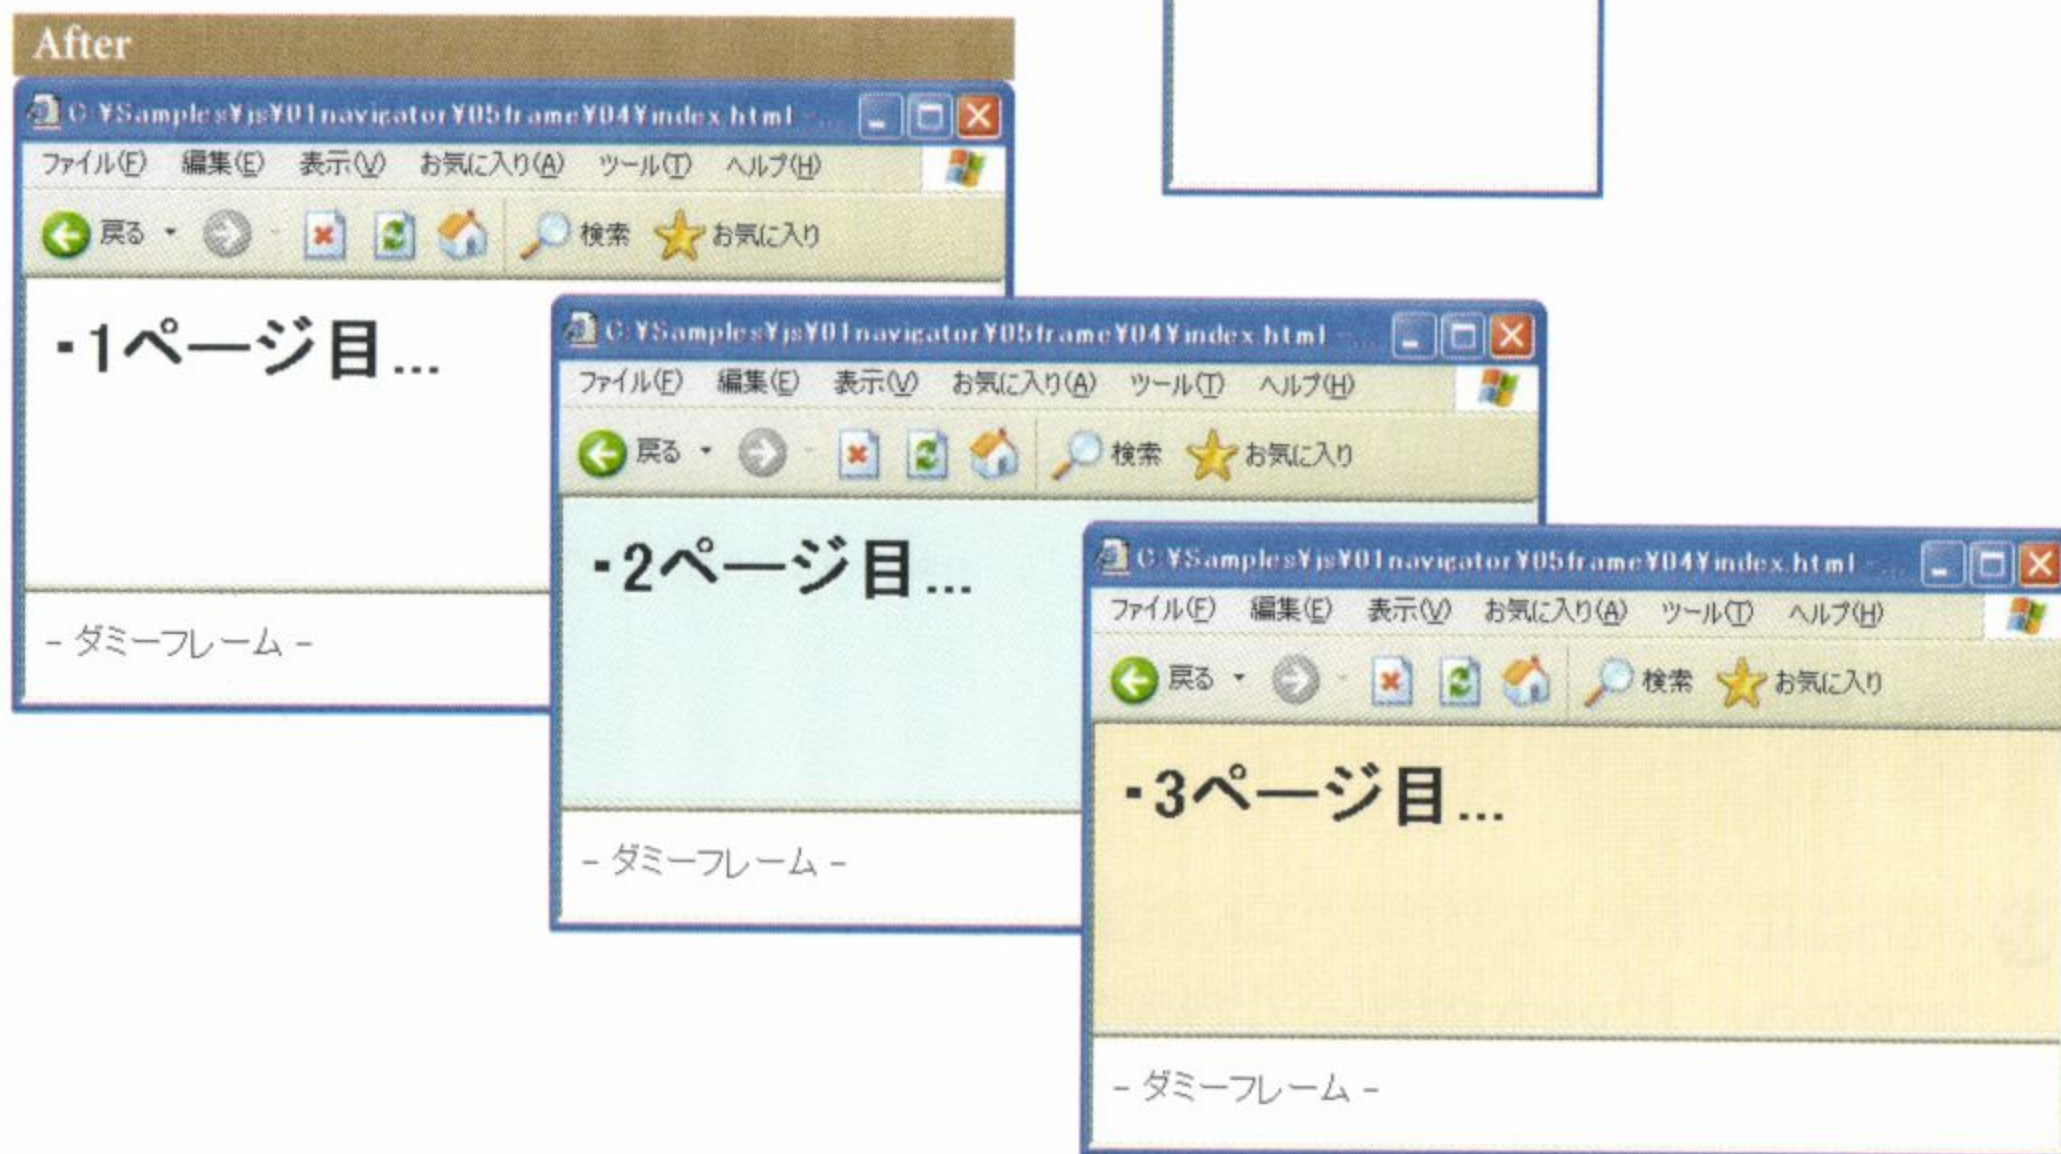 After
C:¥Samples¥js¥01navigator¥05frame¥04¥index.html - ...
ファイル(F) 編集(E) 表示(V) お気に入り(A) ツール(T) ヘルプ(H)
戻る 検索 お気に入り
・1ページ目...
- ダミーフレーム -
C:¥Samples¥js¥01navigator¥05frame¥04¥index.html - ...
ファイル(F) 編集(E) 表示(V) お気に入り(A) ツール(T) ヘルプ(H)
戻る 検索 お気に入り
・2ページ目...
- ダミーフレーム -
C:¥Samples¥js¥01navigator¥05frame¥04¥index.html - ...
ファイル(F) 編集(E) 表示(V) お気に入り(A) ツール(T) ヘルプ(H)
戻る 検索 お気に入り
・3ページ目...
- ダミーフレーム -